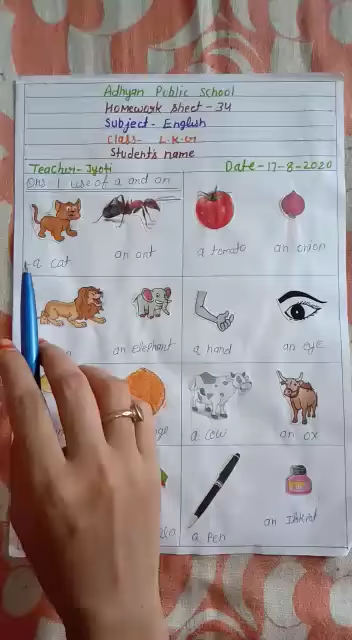 Adhyan Public School
Homework Sheet - 34
Subject - English
Class - L.K.G
Students name
Teacher - Jyoti
Date - 17-8-2020
Qns 1 use of a and an
a cat
an ant
a tomato
an onion
an elephant
a hand
an eye
a cow
an ox
a pen
an Inkpot